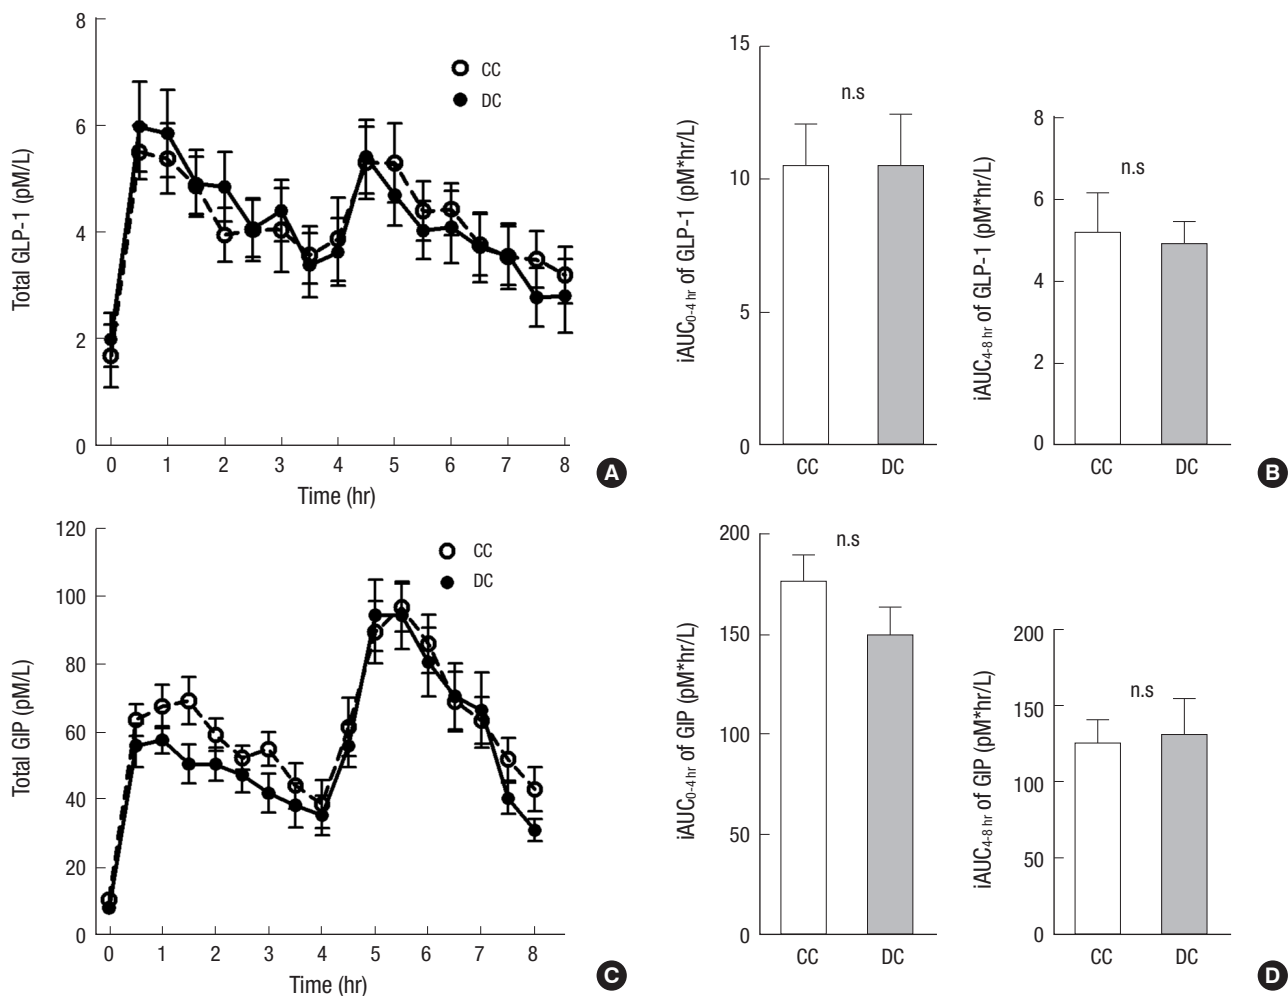 8
6
4
2
0
Total GLP-1 (pM/L)
CC
DC
0 1 2 3 4 5 6 7 8
Time (hr)
A
15
10
5
0
iAUC0-4 hr of GLP-1 (pM*hr/L)
n.s
CC DC
8
6
4
2
0
iAUC4-8 hr of GLP-1 (pM*hr/L)
n.s
CC DC
B
120
100
80
60
40
20
0
Total GIP (pM/L)
CC
DC
0 1 2 3 4 5 6 7 8
Time (hr)
C
200
150
100
50
0
iAUC0-4 hr of GIP (pM*hr/L)
n.s
CC DC
200
150
100
50
0
iAUC4-8 hr of GIP (pM*hr/L)
n.s
CC DC
D